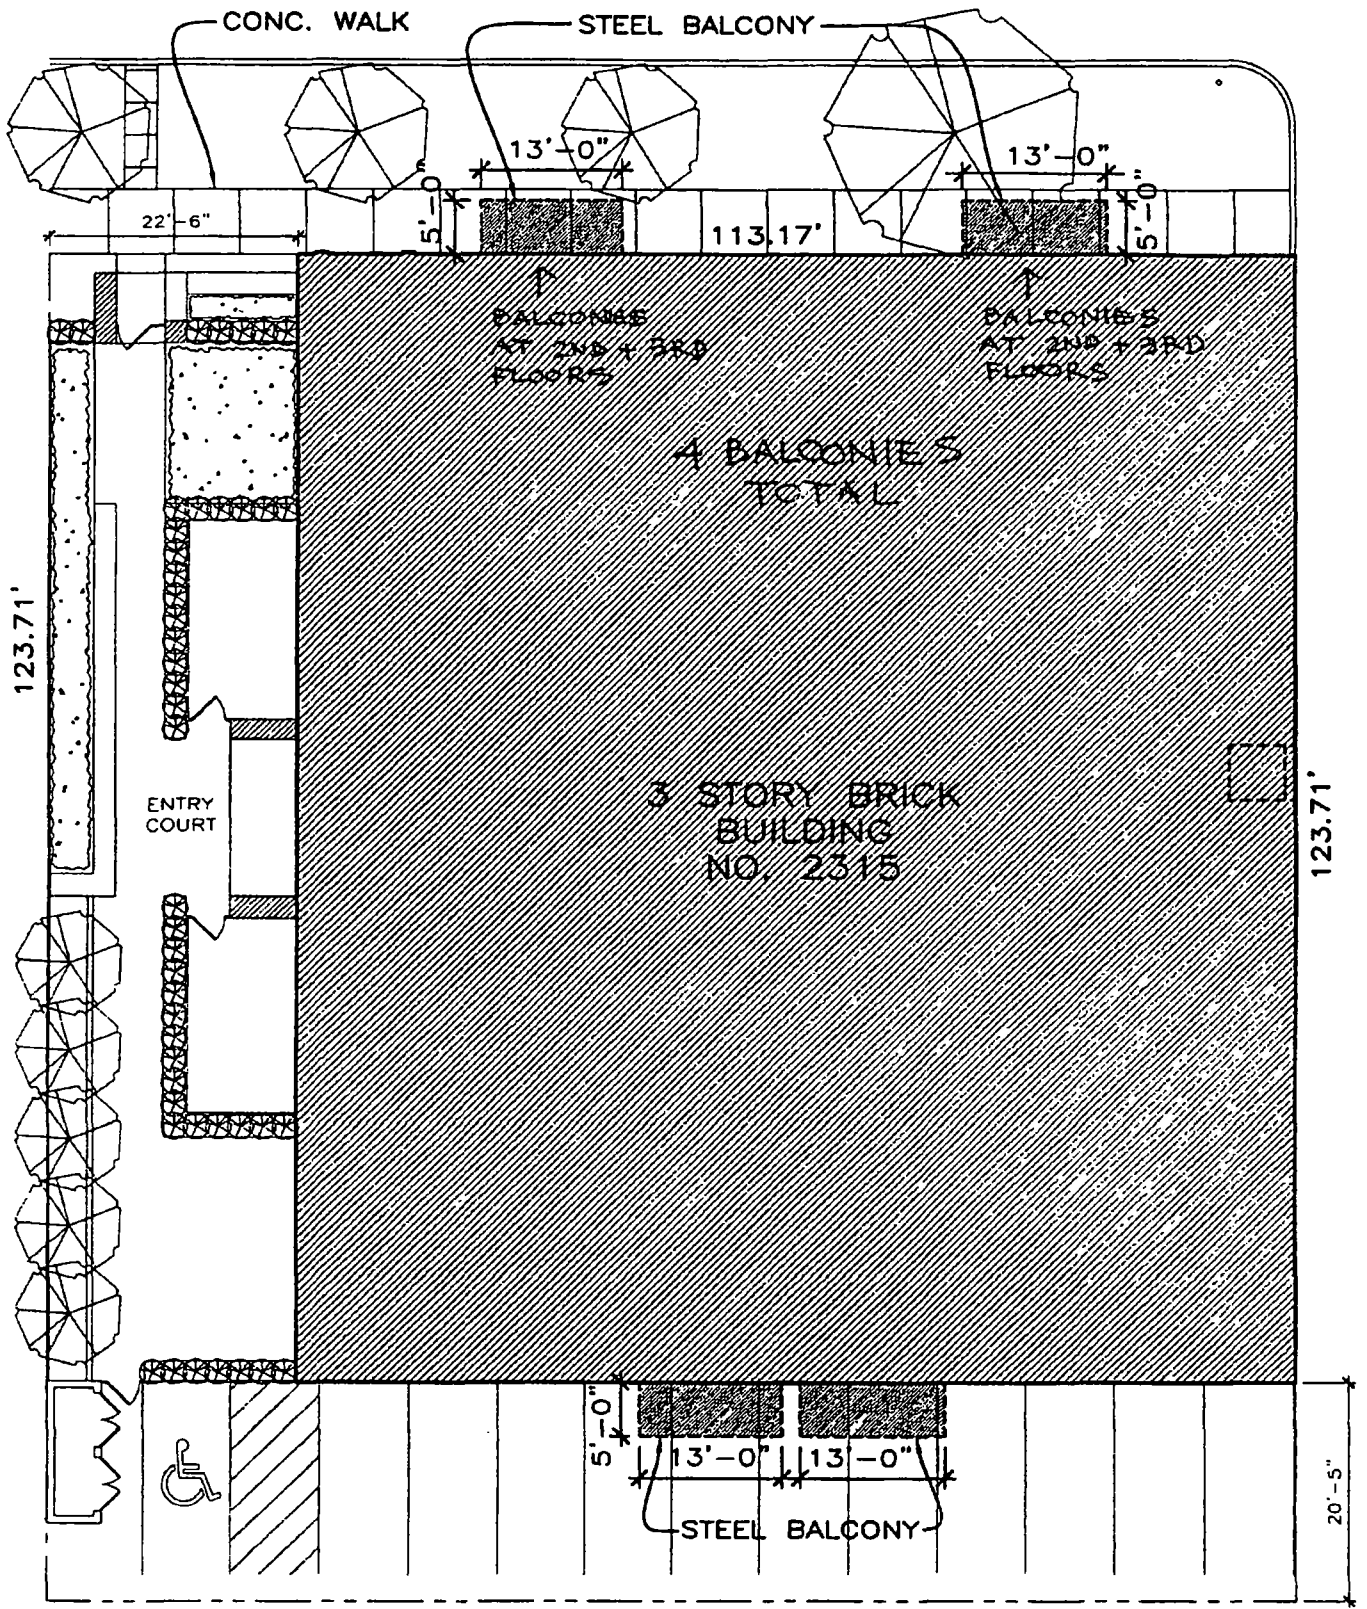 CONC. WALK
STEEL BALCONY
13'-0"
13'-0"
5'-0"
5'-0"
22'-6"
113.17'
BALCONIES
AT 2ND + 3RD
FLOORS
BALCONIES
AT 2ND + 3RD
FLOORS
4 BALCONIES
TOTAL
123.71'
ENTRY
COURT
3 STORY BRICK
BUILDING
NO. 2315
123.71'
5'-0"
13'-0"
13'-0"
STEEL BALCONY
20'-5"